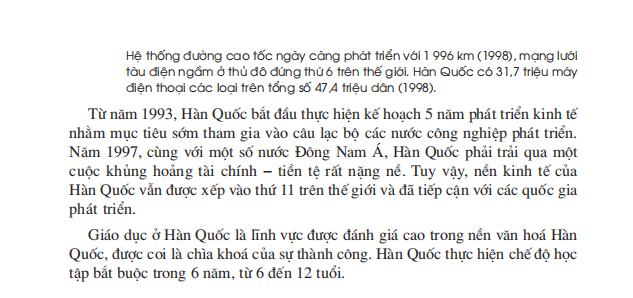 Hệ thống đường cao tốc ngày càng phát triển với 1 996 km (1998), mạng lưới
tàu điện ngầm ở thủ đô đứng thứ 6 trên thế giới. Hàn Quốc có 31,7 triệu máy
điện thoại các loại trên tổng số 47,4 triệu dân (1998).
Từ năm 1993, Hàn Quốc bắt đầu thực hiện kế hoạch 5 năm phát triển kinh tế
nhằm mục tiêu sớm tham gia vào câu lạc bộ các nước công nghiệp phát triển.
Năm 1997, cùng với một số nước Đông Nam Á, Hàn Quốc phải trải qua một
cuộc khủng hoảng tài chính – tiền tệ rất nặng nề. Tuy vậy, nền kinh tế của
Hàn Quốc vẫn được xếp vào thứ 11 trên thế giới và đã tiếp cận với các quốc gia
phát triển.
Giáo dục ở Hàn Quốc là lĩnh vực được đánh giá cao trong nền văn hoá Hàn
Quốc, được coi là chìa khoá của sự thành công. Hàn Quốc thực hiện chế độ học
tập bắt buộc trong 6 năm, từ 6 đến 12 tuổi.